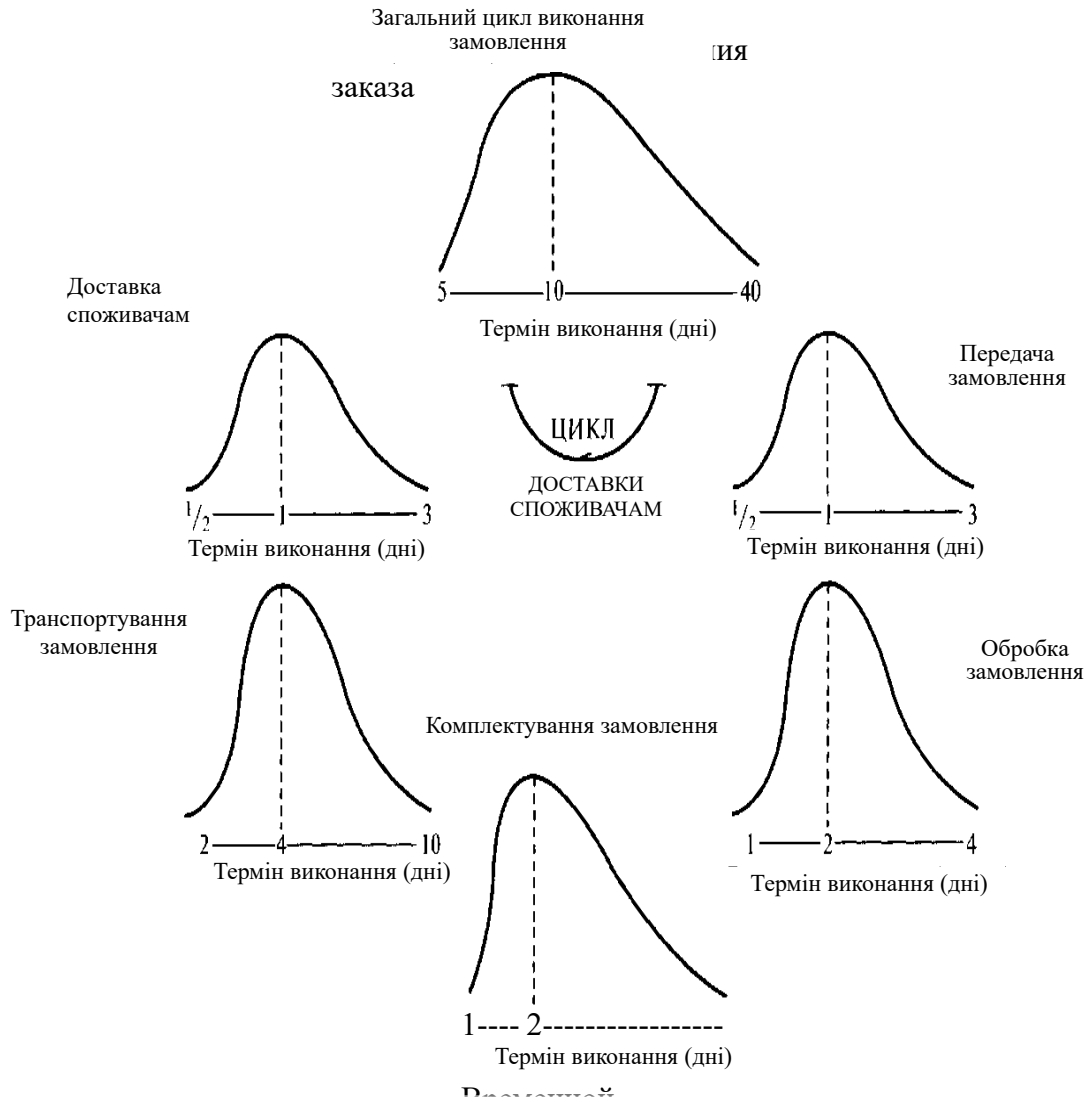 Загальний цикл виконання
замовлення
ия
заказа
5 10 40
Термін виконання (дні)
Доставка
споживачам
1/2 1 3
Термін виконання (дні)
ЦИКЛ
ДОСТАВКИ
СПОЖИВАЧАМ
Передача
замовлення
1/2 1 3
Термін виконання (дні)
Транспортування
замовлення
2 4 10
Термін виконання (дні)
Обробка
замовлення
1 2 4
Термін виконання (дні)
Комплектування замовлення
1---- 2------------------
Термін виконання (дні)